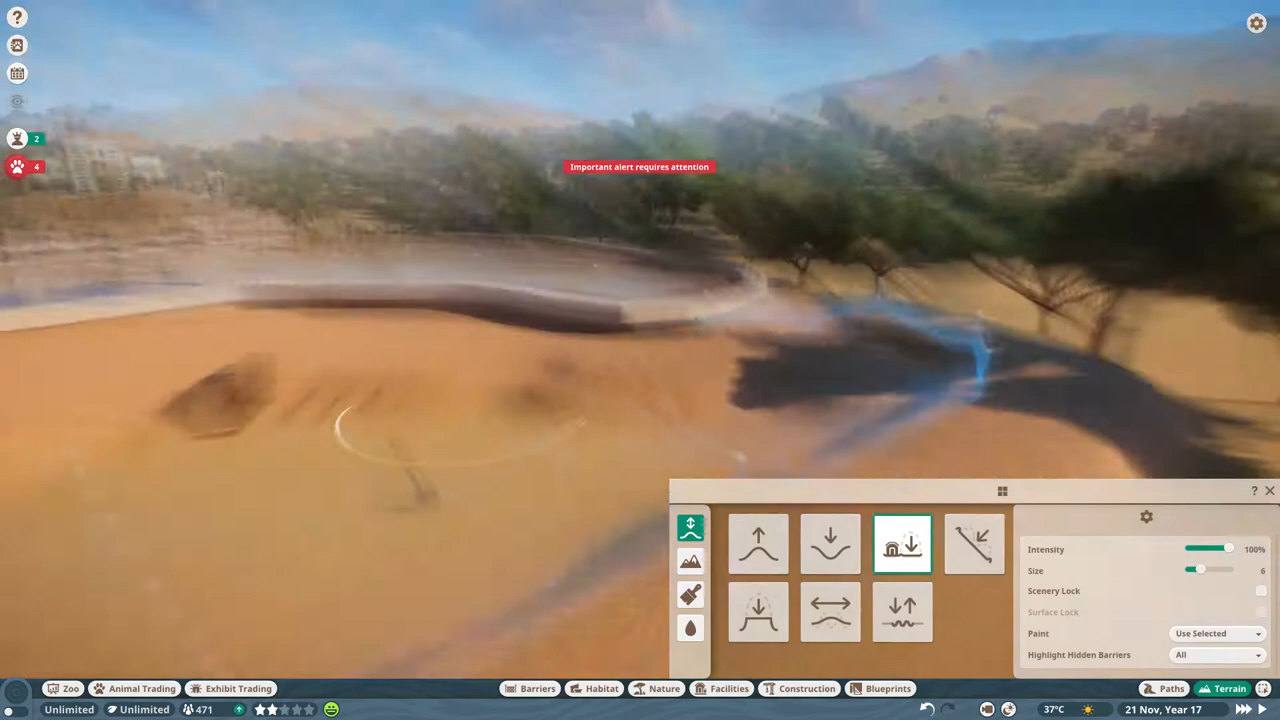 ?
2
4
Important alert requires attention
?
Intensity 100%
Size 6
Scenery Lock
Surface Lock
Paint Use Selected
Highlight Hidden Barriers All
Zoo Animal Trading Exhibit Trading Barriers Habitat Nature Facilities Construction Blueprints Paths Terrain
Unlimited Unlimited 471 37°C 21 Nov, Year 17